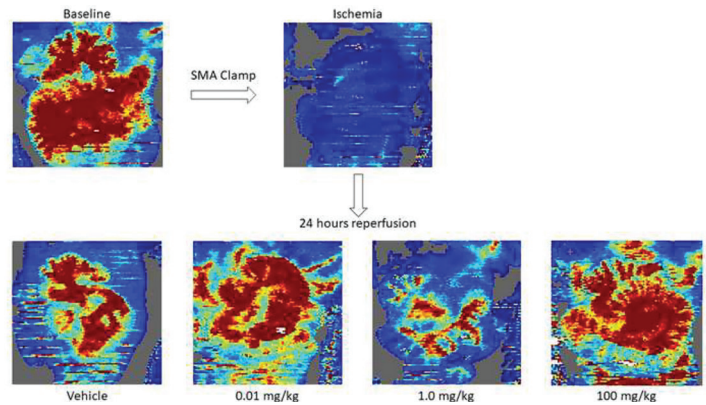 Baseline
Ischemia
SMA Clamp
24 hours reperfusion
Vehicle
0.01 mg/kg
1.0 mg/kg
100 mg/kg